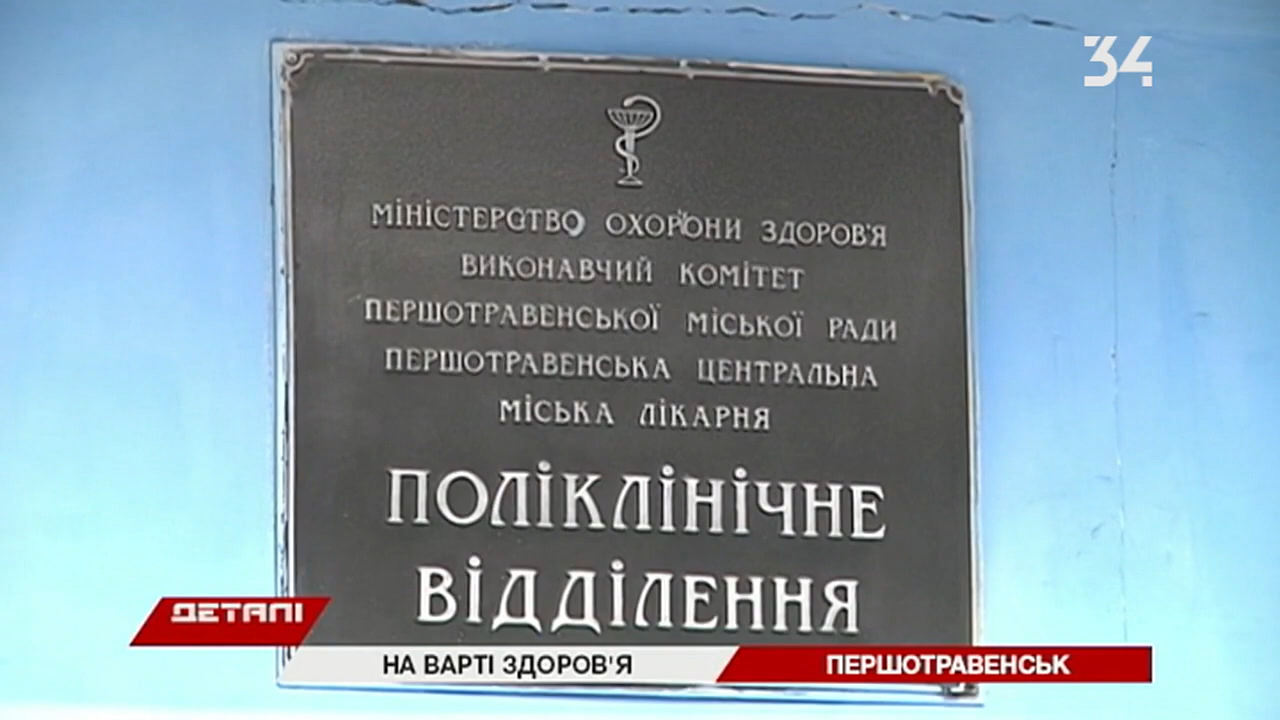 34
МІНІСТЕРСТВО ОХОРОНИ ЗДОРОВ'Я
ВИКОНАВЧИЙ КОМІТЕТ
ПЕРШОТРАВЕНСЬКОЇ МІСЬКОЇ РАДИ
ПЕРШОТРАВЕНСЬКА ЦЕНТРАЛЬНА
МІСЬКА ЛІКАРНЯ
ПОЛІКЛІНІЧНЕ
ВІДДІЛЕННЯ
ДЕТАЛІ
НА ВАРТІ ЗДОРОВ'Я
ПЕРШОТРАВЕНСЬК